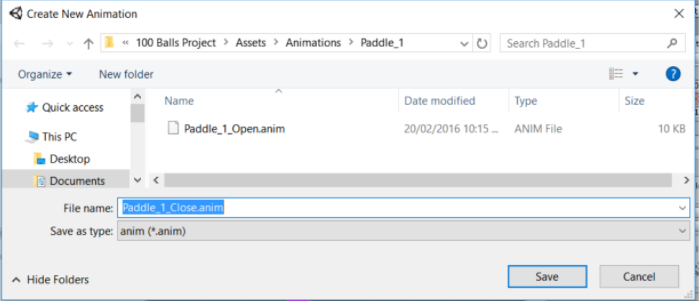 Create New Animation
« 100 Balls Project > Assets > Animations > Paddle_1
Search Paddle_1
Organize
New folder
Name Date modified Type Size
Quick access
This PC
Desktop
Documents
Paddle_1_Open.anim 20/02/2016 10:15 ... ANIM File 10 KB
File name: Paddle_1_Close.anim
Save as type: anim (*.anim)
Hide Folders
Save
Cancel